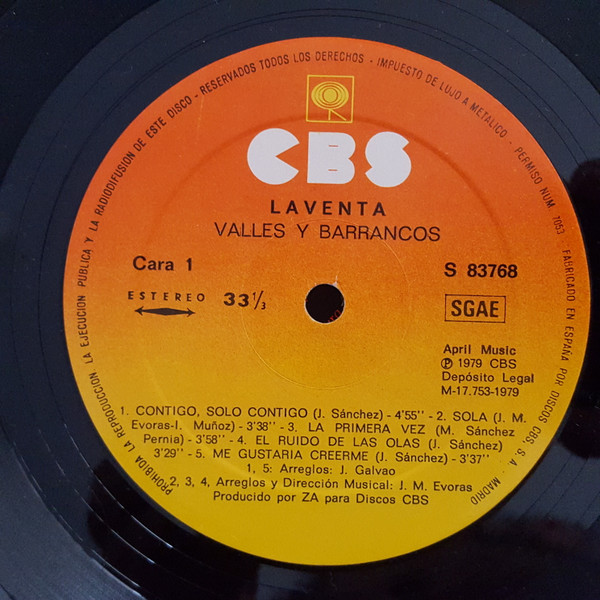 PROHIBIDA LA REPRODUCCION, LA EJECUCION PUBLICA Y LA RADIODIFUSION DE ESTE DISCO - RESERVADOS TODOS LOS DERECHOS - IMPUESTO DE LUJO A METALICO - PERMISO NUM. 7053 FABRICADO EN ESPAÑA POR DISCOS CBS, S. A. MADRID
CBS
LAVENTA
VALLES Y BARRANCOS
Cara 1
S 83768
ESTEREO 33 1/3
SGAE
April Music
Ⓟ 1979 CBS
Depósito Legal
M-17.753-1979
1. CONTIGO, SOLO CONTIGO (J. Sánchez) - 4'55" - 2. SOLA (J. M.
Evoras-I. Muñoz) - 3'38" - 3. LA PRIMERA VEZ (M. Sánchez
Pernia) - 3'58" - 4. EL RUIDO DE LAS OLAS (J. Sánchez)
3'29" - 5. ME GUSTARIA CREERME (J. Sánchez) - 3'37"
1, 5: Arreglos: J. Galvao
2, 3, 4, Arreglos y Dirección Musical: J. M. Evoras
Producido por ZA para Discos CBS